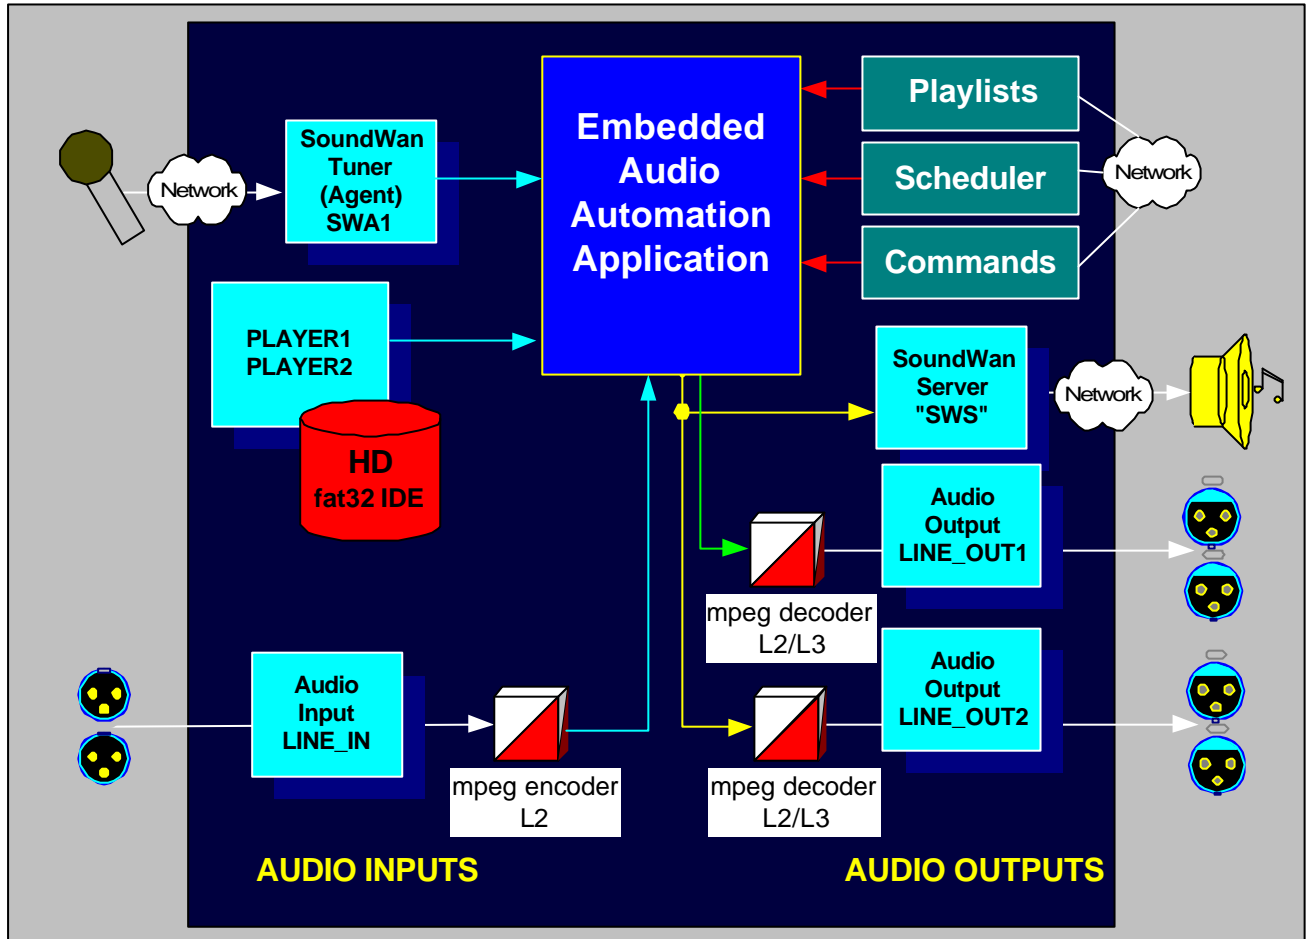 SoundWan
Tuner
(Agent)
SWA1
Network
Embedded
Audio
Automation
Application
Playlists
Scheduler
Commands
Network
PLAYER1
PLAYER2
HD
fat32 IDE
SoundWan
Server
"SWS"
Network
Audio
Output
LINE_OUT1
mpeg decoder
L2/L3
Audio
Input
LINE_IN
mpeg encoder
L2
Audio
Output
LINE_OUT2
mpeg decoder
L2/L3
AUDIO INPUTS
AUDIO OUTPUTS